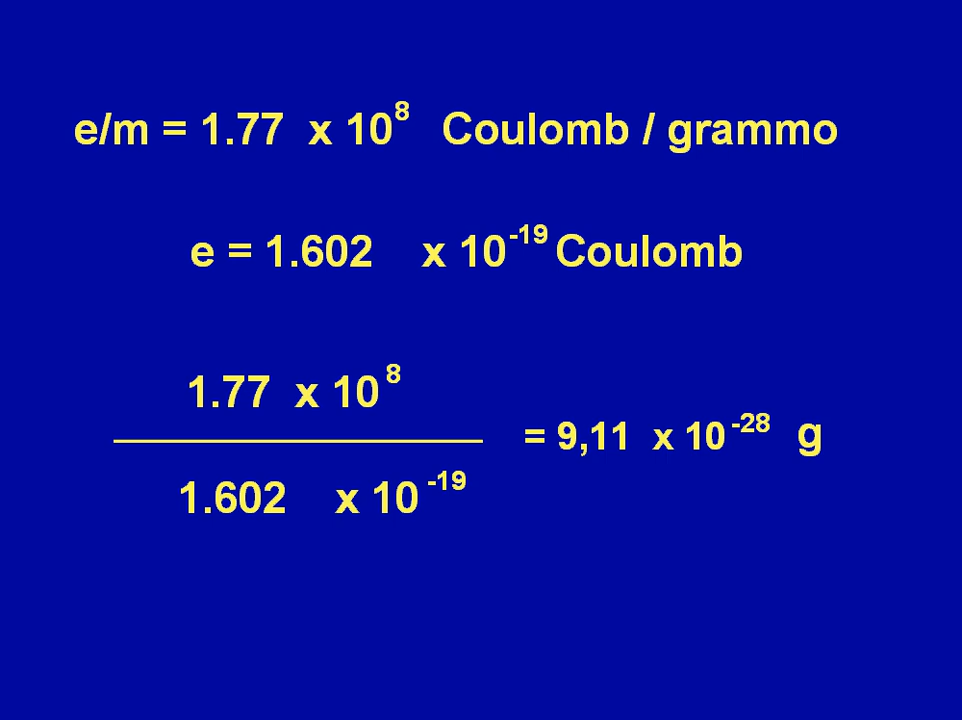 e/m = 1.77 x 10⁸ Coulomb / grammo
e = 1.602 x 10⁻¹⁹ Coulomb
1.77 x 10⁸
= 9,11 x 10⁻²⁸ g
1.602 x 10⁻¹⁹